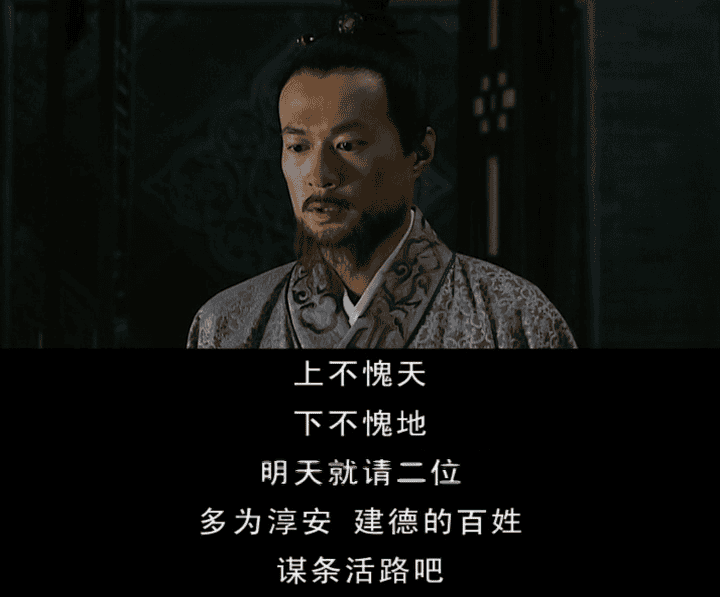 上不愧天
下不愧地
明天就请二位
多为淳安 建德的百姓
谋条活路吧